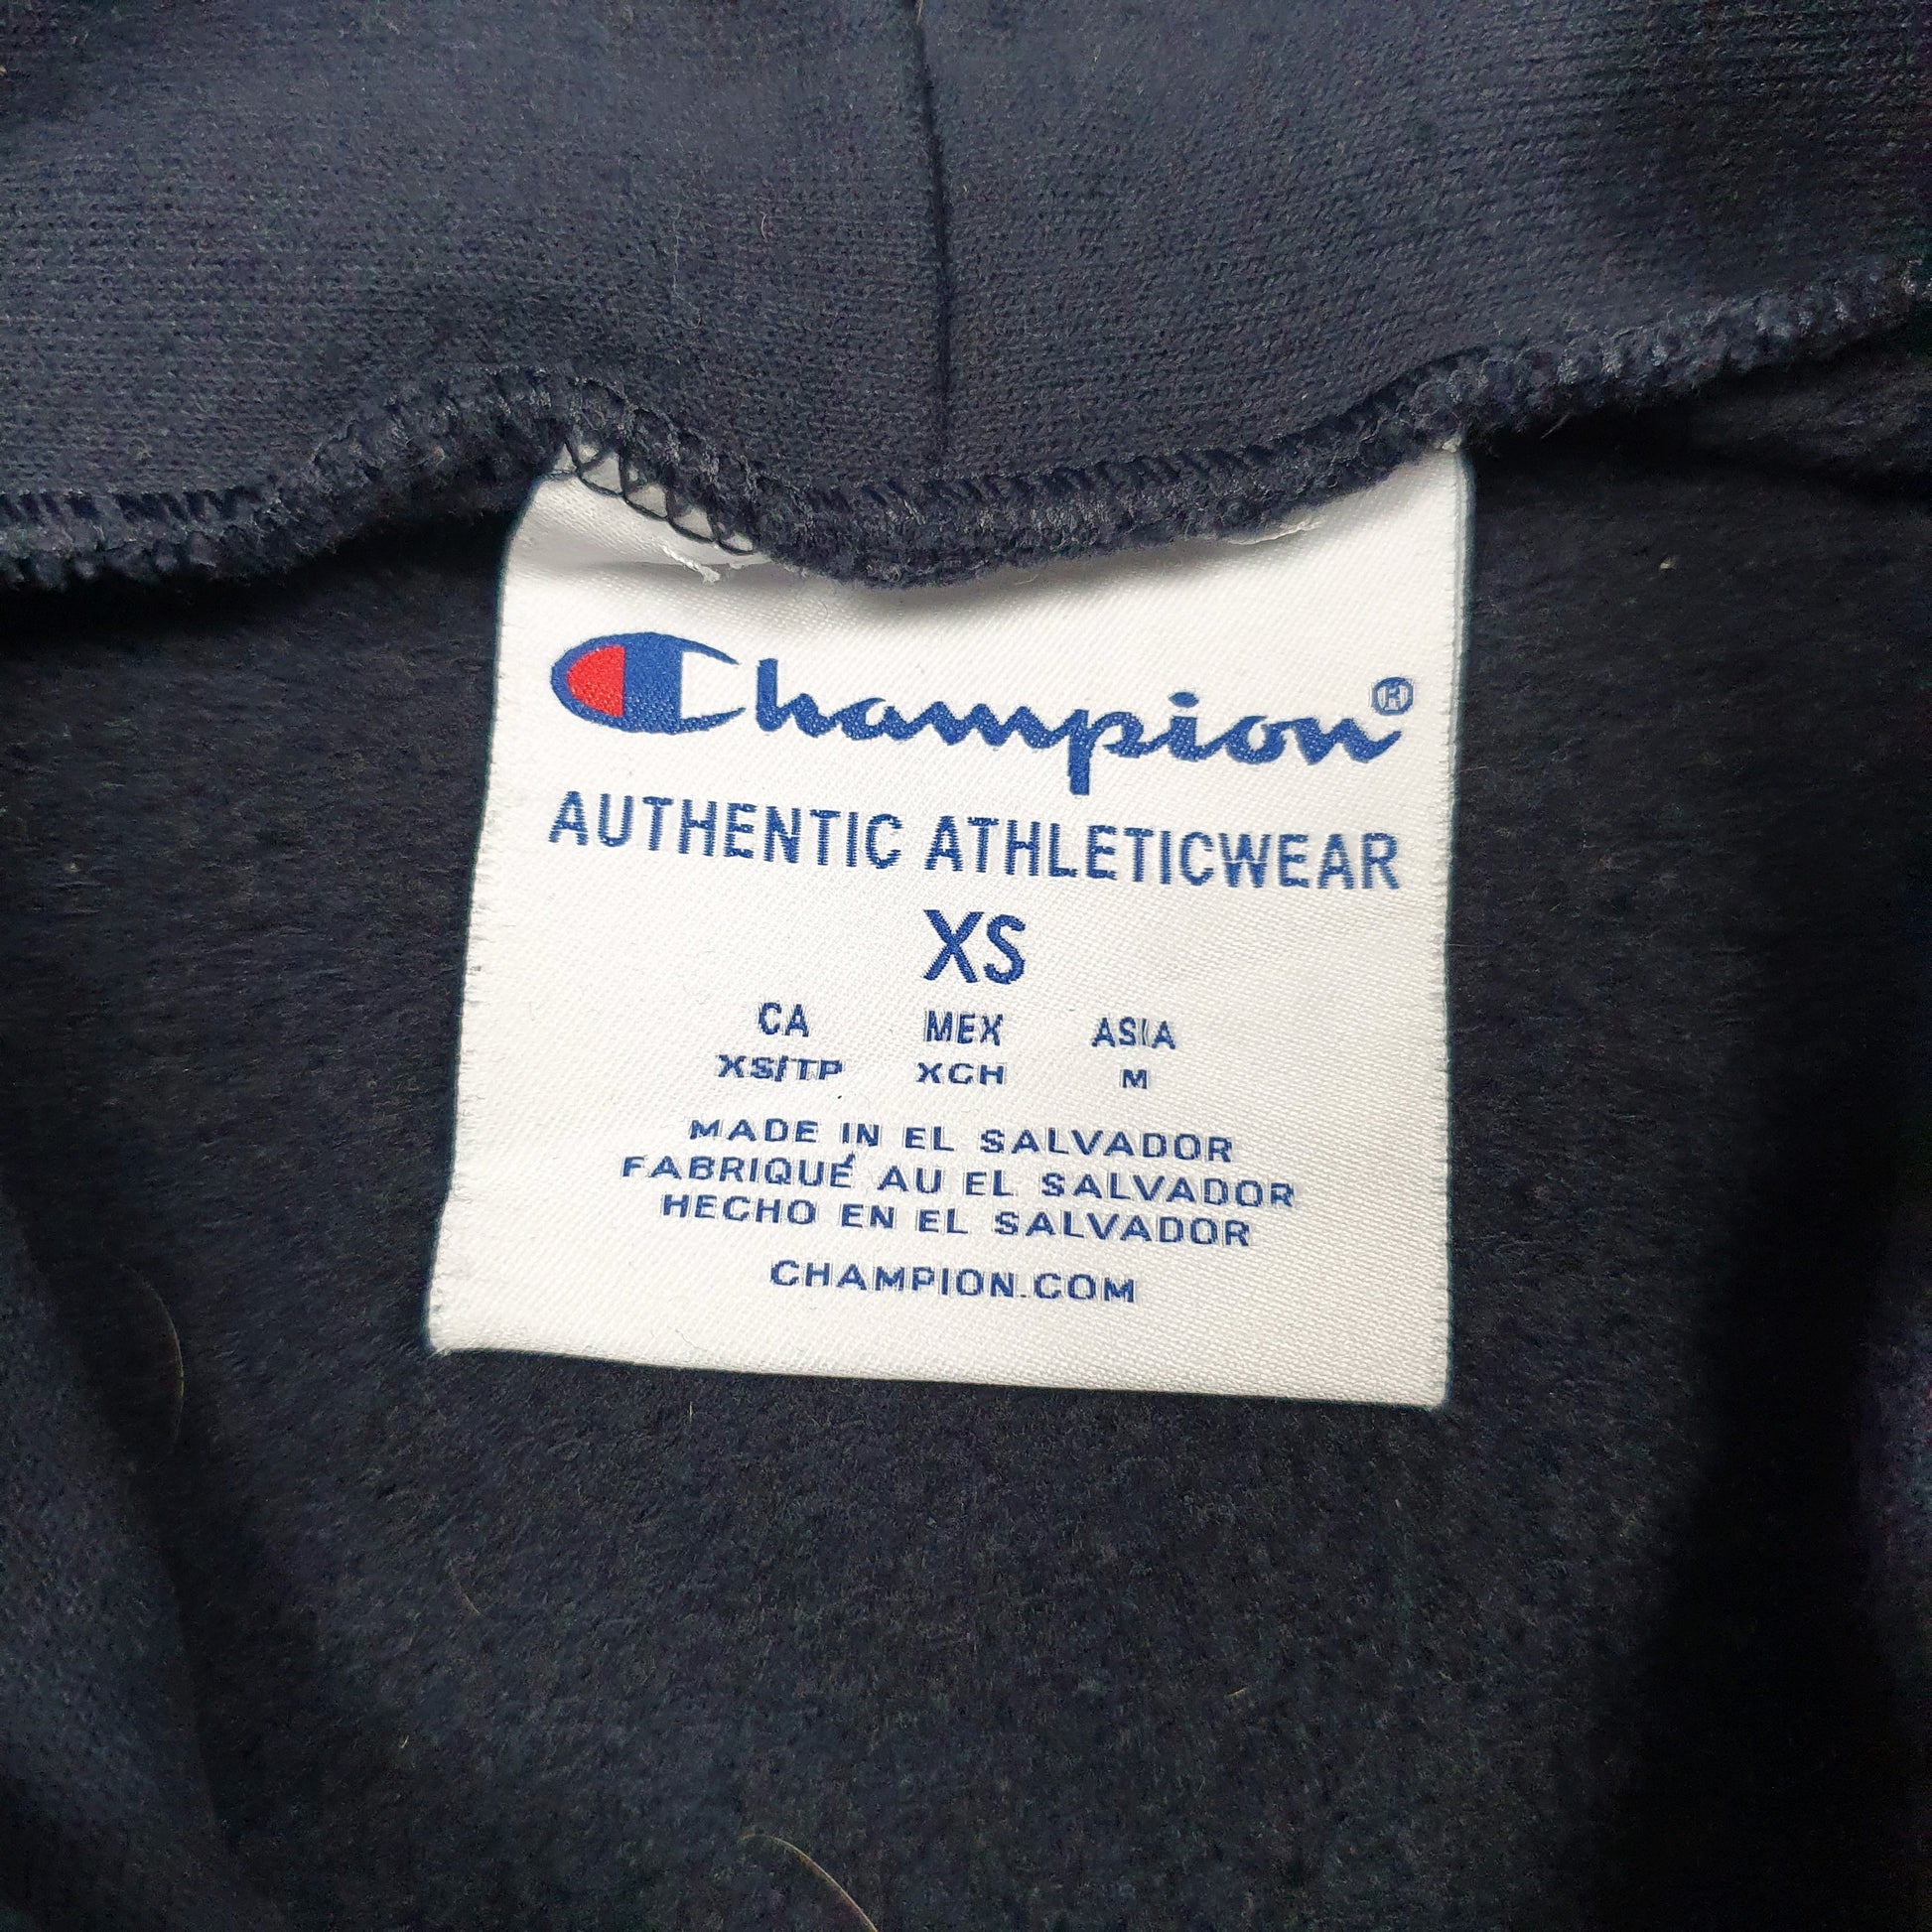 Champion®
AUTHENTIC ATHLETICWEAR
XS
CA MEX ASIA
XS/TP XCH M
MADE IN EL SALVADOR
FABRIQUÉ AU EL SALVADOR
HECHO EN EL SALVADOR
CHAMPION.COM